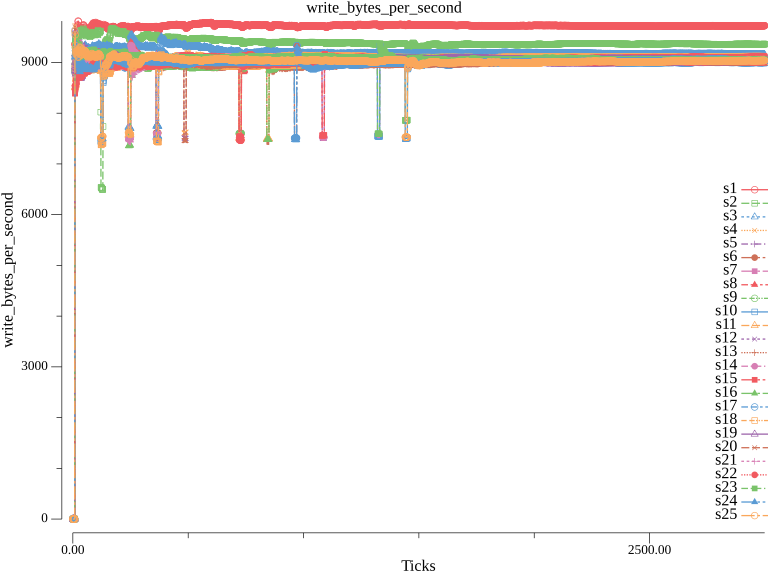 write_bytes_per_second
9000
6000
3000
0
write_bytes_per_second
0.00
2500.00
Ticks
s1
s2
s3
s4
s5
s6
s7
s8
s9
s10
s11
s12
s13
s14
s15
s16
s17
s18
s19
s20
s21
s22
s23
s24
s25